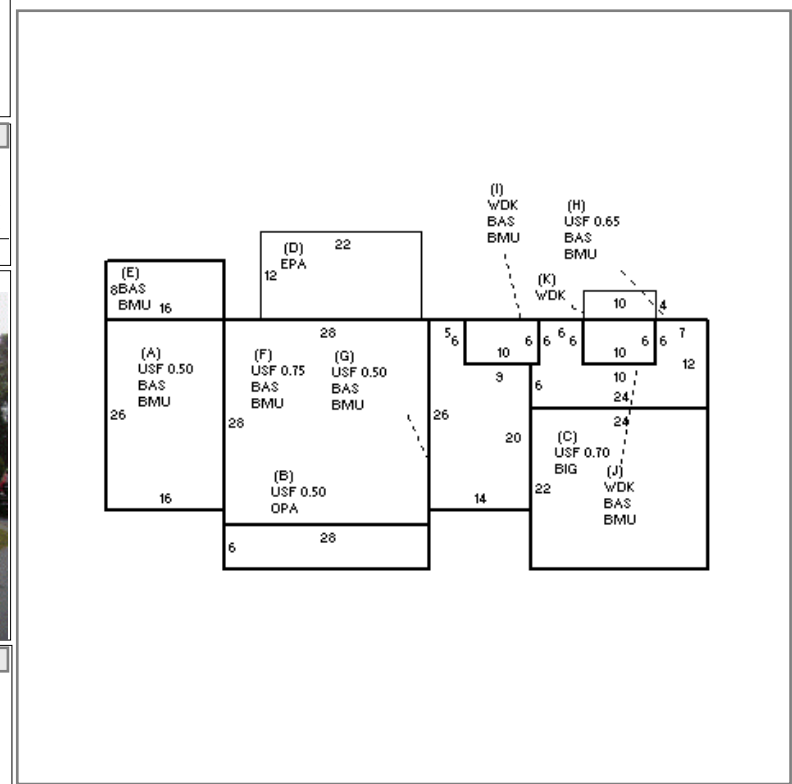 (I)
WDK
BAS
BMU
(H)
USF 0.65
BAS
BMU
(D)
EPA
22
12
(E)
BAS
BMU
8
16
(K)
WDK
10
4
28
5
6
10
6
6
6
6
10
6
6
7
12
(A)
USF 0.50
BAS
BMU
26
16
(F)
USF 0.75
BAS
BMU
28
(G)
USF 0.50
BAS
BMU
26
9
20
14
6
10
24
24
(C)
USF 0.70
BIG
22
(J)
WDK
BAS
BMU
(B)
USF 0.50
OPA
6
28